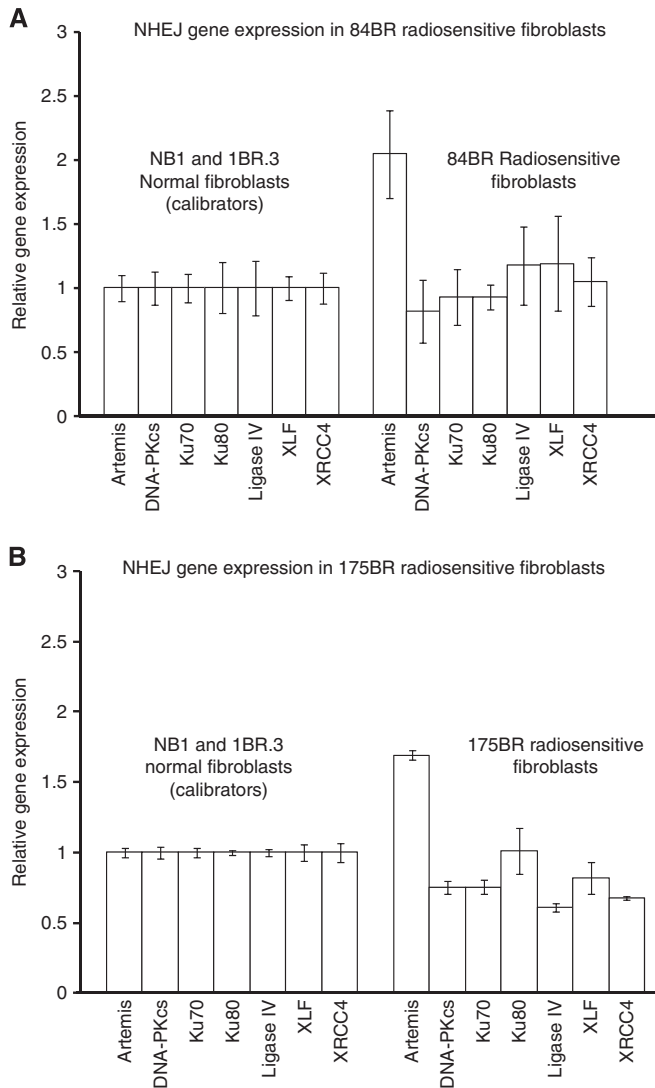 A
NHEJ gene expression in 84BR radiosensitive fibroblasts
3
2.5
2
1.5
1
0.5
0
Relative gene expression
NB1 and 1BR.3
Normal fibroblasts
(calibrators)
84BR Radiosensitive
fibroblasts
Artemis
DNA-PKcs
Ku70
Ku80
Ligase IV
XLF
XRCC4
Artemis
DNA-PKcs
Ku70
Ku80
Ligase IV
XLF
XRCC4
B
NHEJ gene expression in 175BR radiosensitive fibroblasts
3
2.5
2
1.5
1
0.5
0
Relative gene expression
NB1 and 1BR.3
normal fibroblasts
(calibrators)
175BR radiosensitive
fibroblasts
Artemis
DNA-PKcs
Ku70
Ku80
Ligase IV
XLF
XRCC4
Artemis
DNA-PKcs
Ku70
Ku80
Ligase IV
XLF
XRCC4